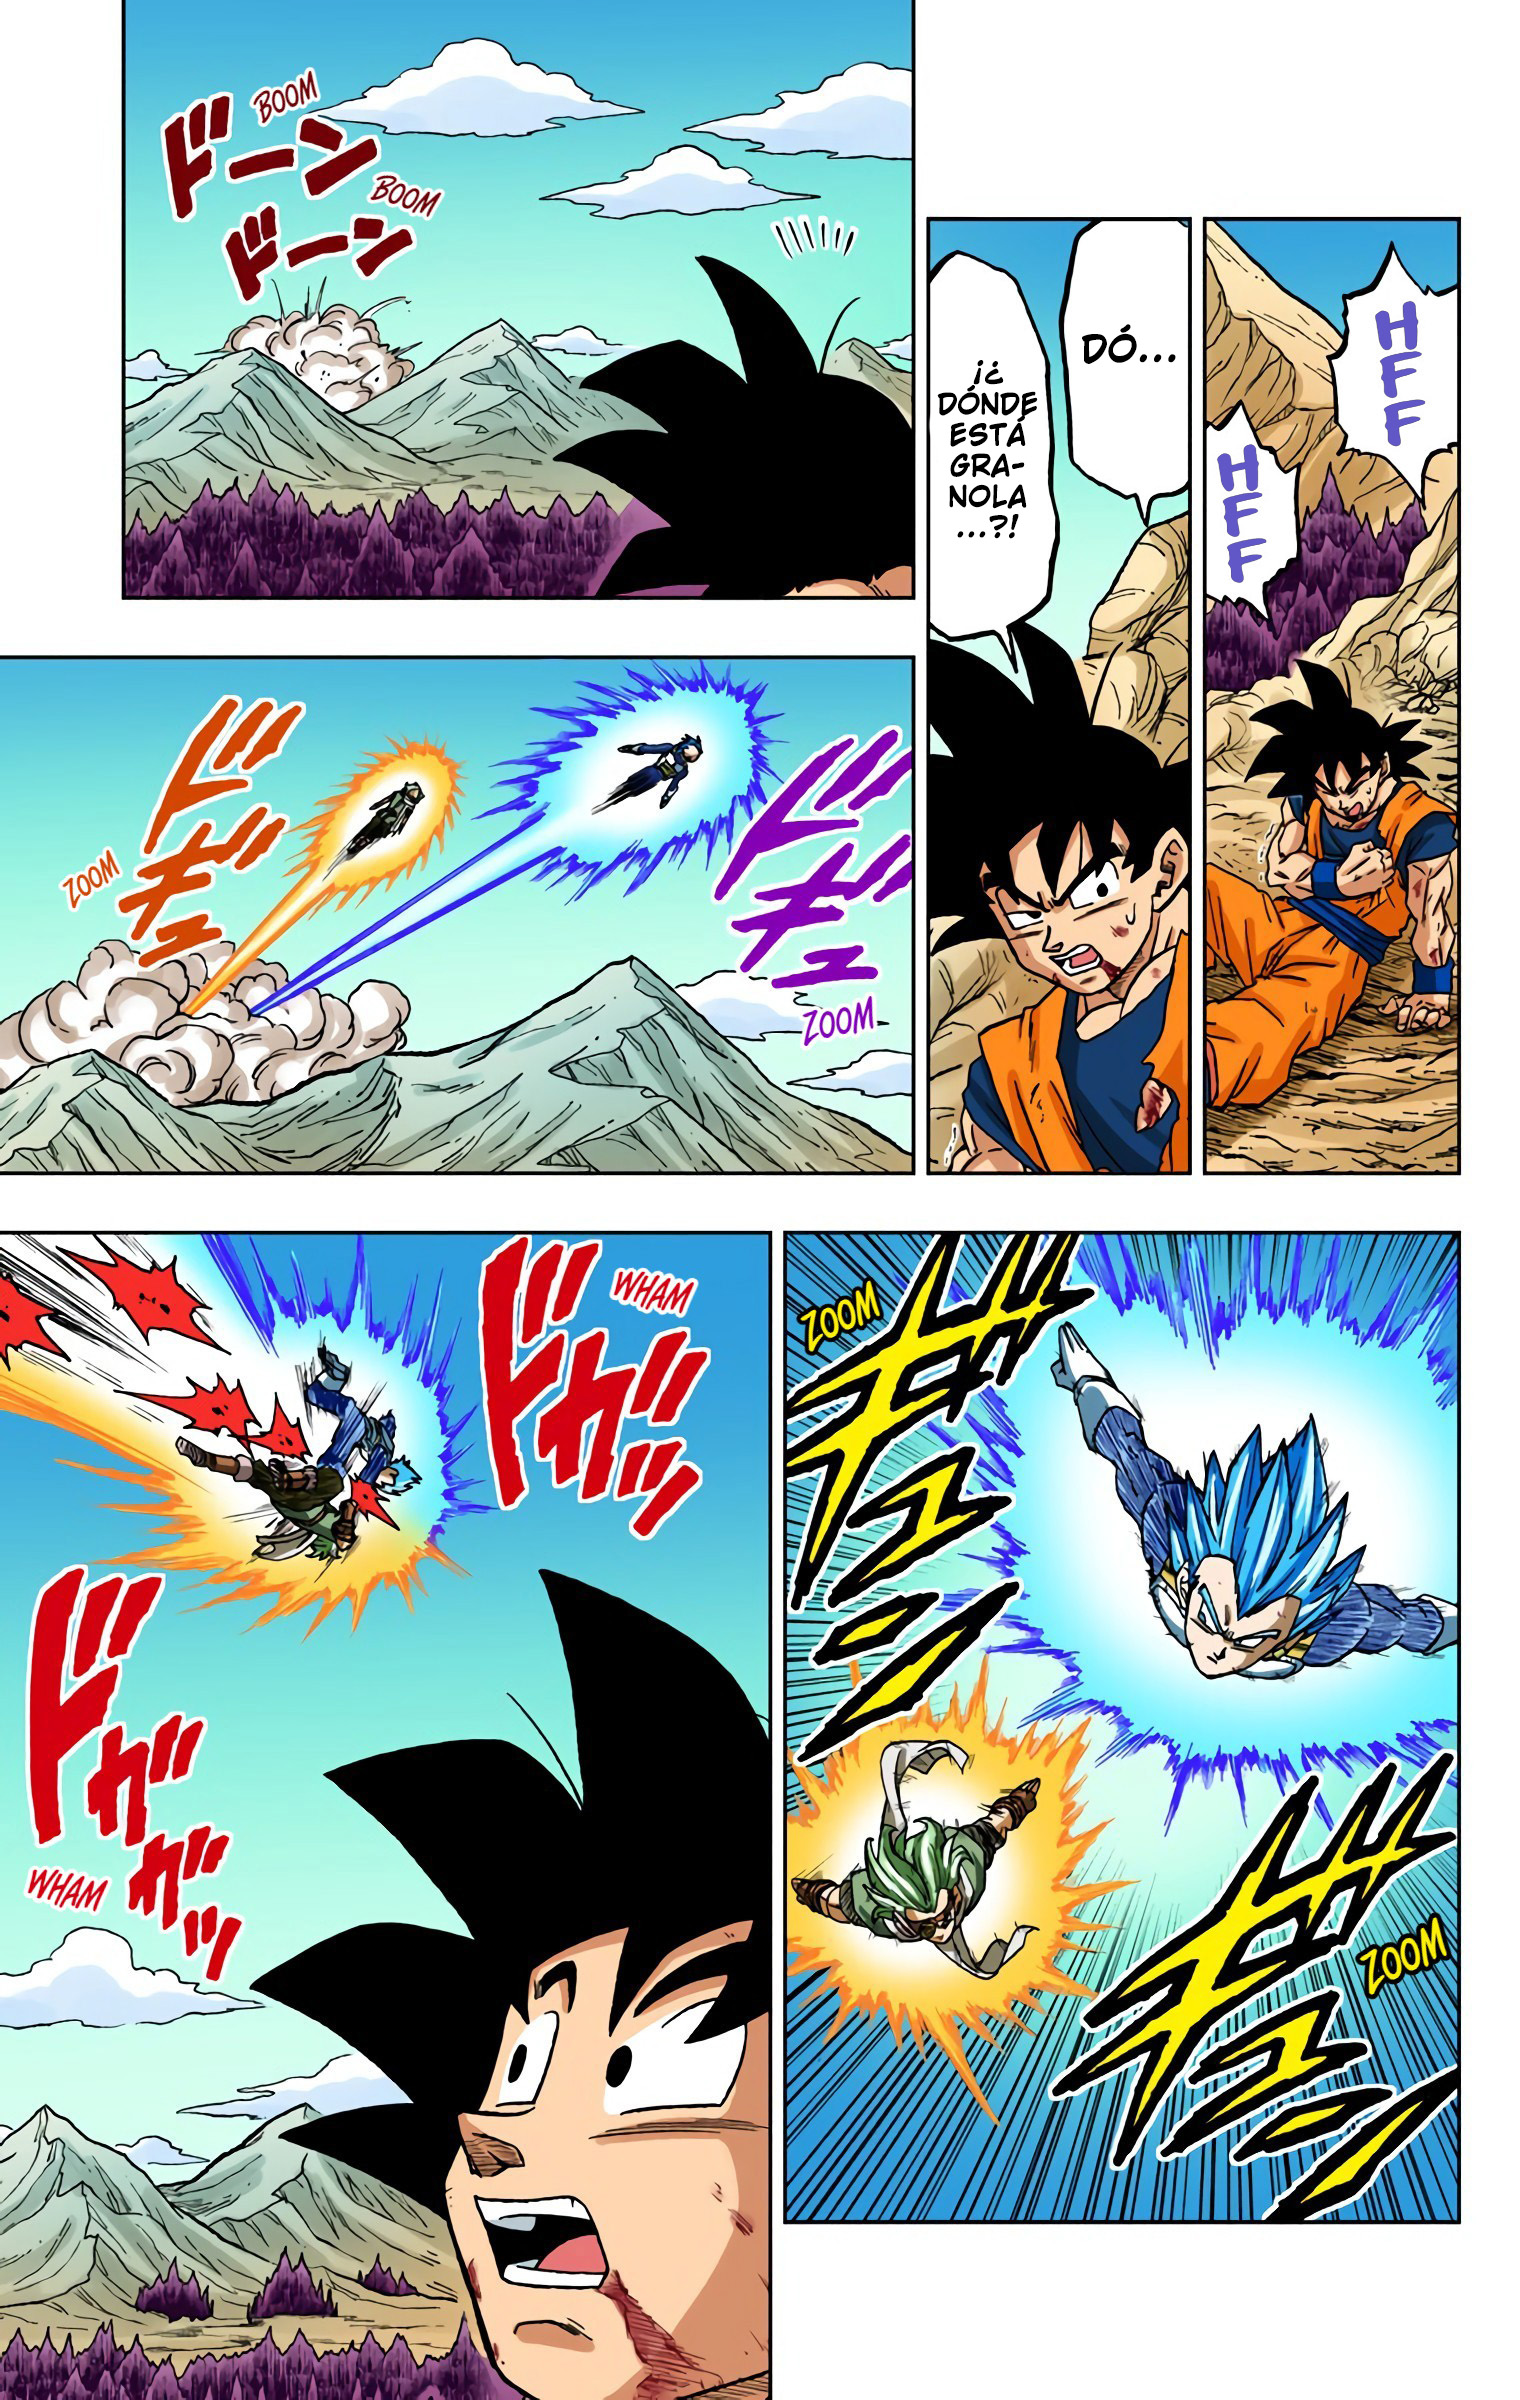 HFF
HFF
DÓ...
¡¿
DÓNDE
ESTÁ
GRA-
NOLA
...?!
BOOM
ドーン
BOOM
ドーン
ドギュ
ZOOM
ドギュ
ZOOM
ZOOM
ギュン
ギュン
ZOOM
WHAM
ドガッ
ドガガッ
WHAM